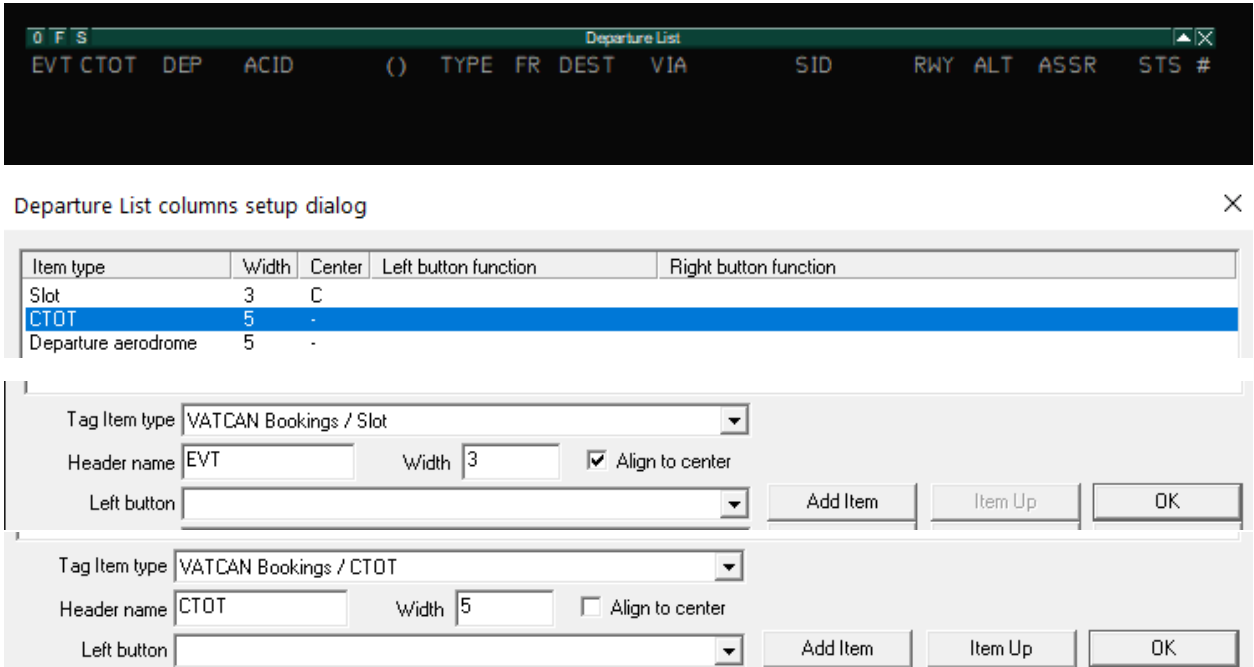 0 F S Departure List
EVT CTOT DEP ACID () TYPE FR DEST VIA SID RWY ALT ASSR STS #
Departure List columns setup dialog
Item type Width Center Left button function Right button function
Slot 3 C
CTOT 5 -
Departure aerodrome 5 -
Tag Item type VATCAN Bookings / Slot
Header name EVT Width 3 Align to center
Left button Add Item Item Up OK
Tag Item type VATCAN Bookings / CTOT
Header name CTOT Width 5 Align to center
Left button Add Item Item Up OK